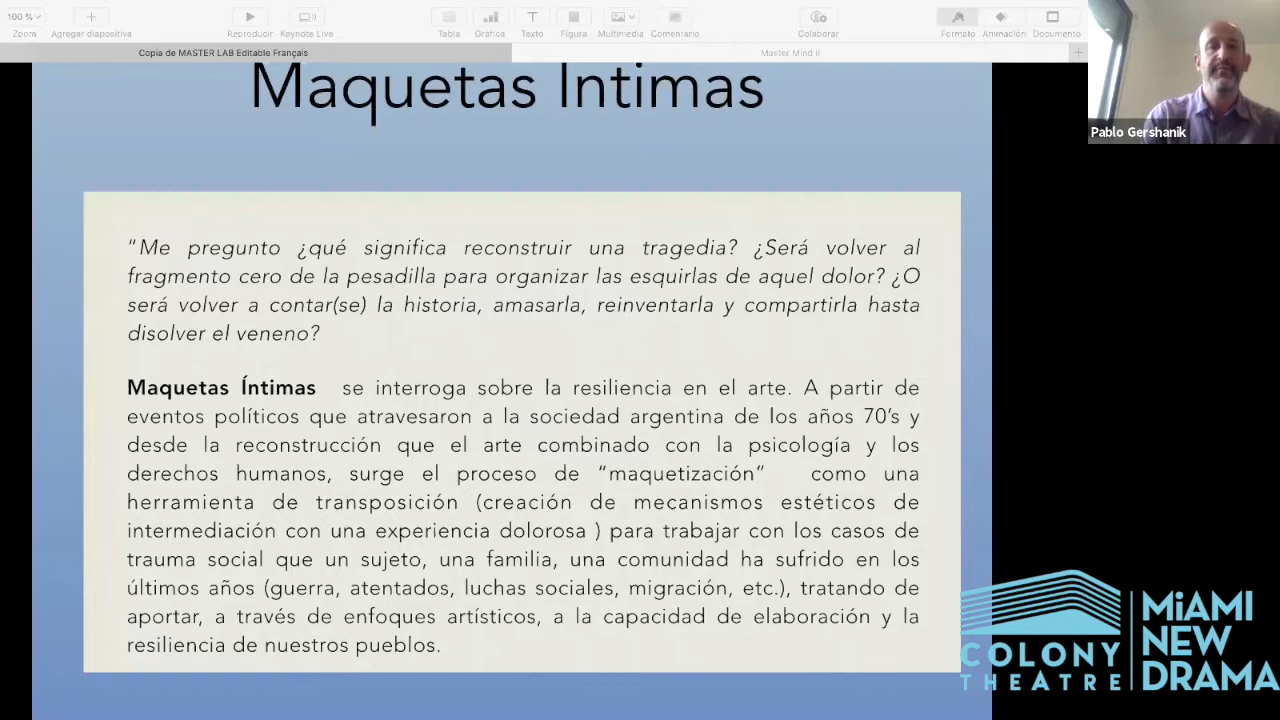 100 %
Zoom
Agregar diapositiva
Reproducir
Keynote Live
Tabla
Gráfica
Texto
Figura
Multimedia
Comentario
Colaborar
Formato
Animación
Documento
Copia de MASTER LAB Editable Français
Master Mind II
Maquetas Intimas
Pablo Gershanik
“Me pregunto ¿qué significa reconstruir una tragedia? ¿Será volver al
fragmento cero de la pesadilla para organizar las esquirlas de aquel dolor? ¿O
será volver a contar(se) la historia, amasarla, reinventarla y compartirla hasta
disolver el veneno?
Maquetas Íntimas se interroga sobre la resiliencia en el arte. A partir de
eventos políticos que atravesaron a la sociedad argentina de los años 70’s y
desde la reconstrucción que el arte combinado con la psicología y los
derechos humanos, surge el proceso de “maquetización” como una
herramienta de transposición (creación de mecanismos estéticos de
intermediación con una experiencia dolorosa ) para trabajar con los casos de
trauma social que un sujeto, una familia, una comunidad ha sufrido en los
últimos años (guerra, atentados, luchas sociales, migración, etc.), tratando de
aportar, a través de enfoques artísticos, a la capacidad de elaboración y la
resiliencia de nuestros pueblos.
COLONY
THEATRE
MiAMI
NEW
DRAMA